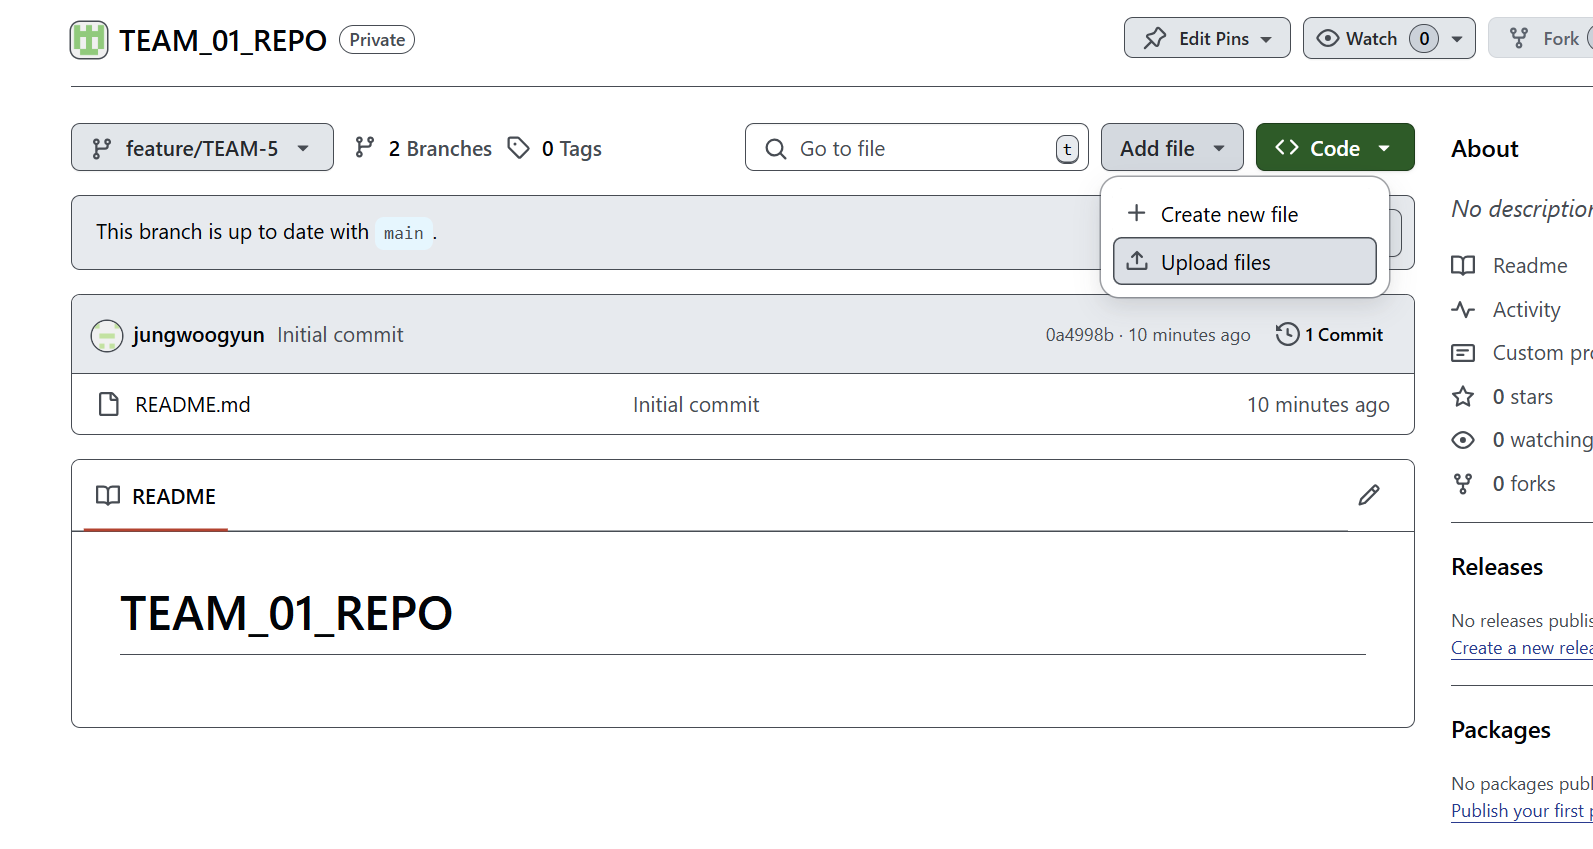 TEAM_01_REPO Private Edit Pins Watch 0 Fork
feature/TEAM-5 2 Branches 0 Tags Go to file t Add file Code
Create new file
Upload files
This branch is up to date with main .
jungwoogyun Initial commit 0a4998b · 10 minutes ago 1 Commit
README.md Initial commit 10 minutes ago
README
TEAM_01_REPO
About
No description
Readme
Activity
Custom pro
0 stars
0 watching
0 forks
Releases
No releases publis
Create a new relea
Packages
No packages publ
Publish your first p